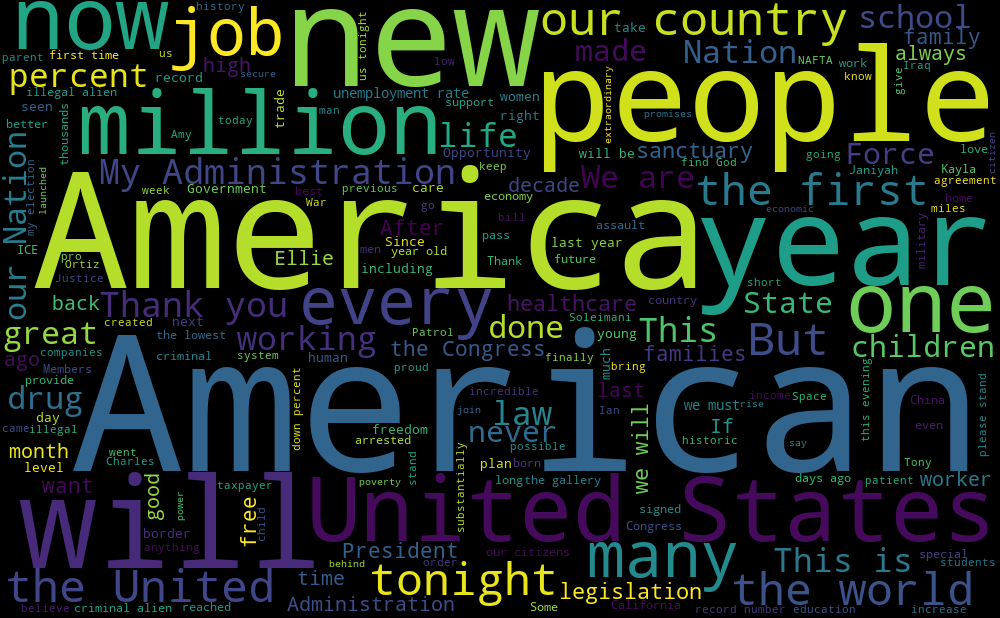 history
now
job
new
our country
take
school
family
parent
first time
us
us tonight
low
made
Nation
NAFTA
always
percent
high
record
secure
extraordinary
work
know
give
Iraq
illegal alien
unemployment rate
women
seen
million
trade
man
support
right
people
better
thousands
Amy
today
life
promises
citizen
Opportunity
will be
sanctuary
going
Force
love
our Nation
My Administration
keep
find God
Janiyah
Kayla
agreement
We are
the first
my election
launched
week
Government
best
previous
care
decade
home
War
go
economy
economic
miles
America
After
bill
assault
year
military
ICE
pro
Ortiz
Justice
Ellie
Since
men
year old
including
pass
Thank
last year
future
short
back
Thank you
every
healthcare
country
State
one
created
next
Patrol
done
Soleimani
young
This
But
great
the lowest
working
ago
companies
criminal
system
human
the Congress
finally
much
families
children
Members
provide
proud
bring
drug
American
incredible
last
income
Space
China
this evening
please stand
day
down percent
join
Ian
we must
rise
came
illegal
freedom
law
never
we will
If
even
month
went
arrested
historic
say
level
Charles
stand
possible
plan
born
Tony
want
good
taxpayer
poverty
substantially
long
the gallery
days ago
patient
worker
will
power
free
child
United States
signed
border
Congress
anything
President
our citizens
many
This is
special
behind
order
students
the United
time
tonight
legislation
the world
believe
criminal alien
reached
Administration
Some
California
record number
education
increase